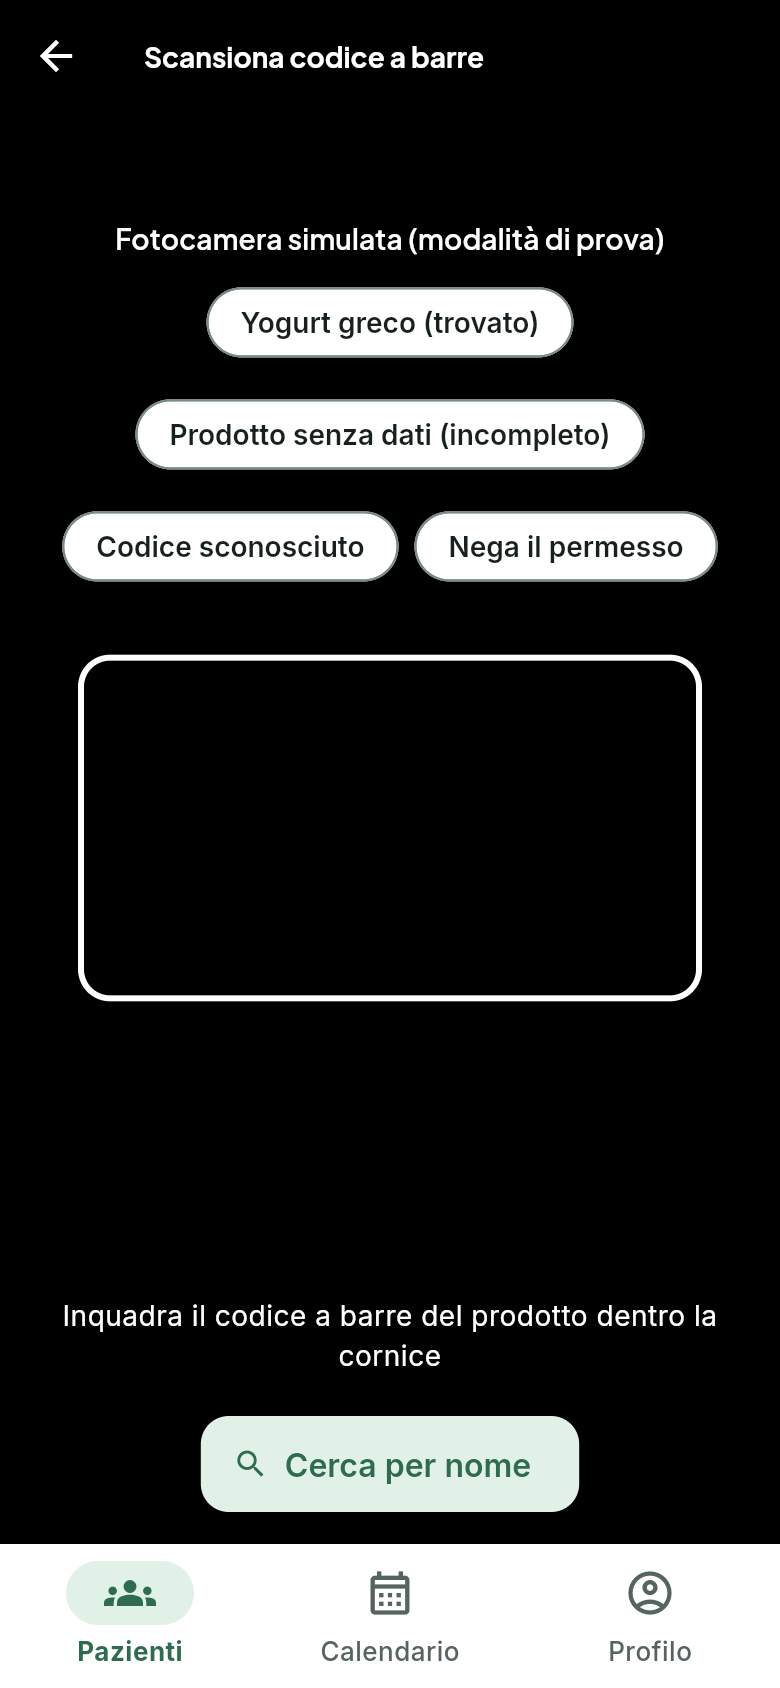 Scansiona codice a barre
Fotocamera simulata (modalità di prova)
Yogurt greco (trovato)
Prodotto senza dati (incompleto)
Codice sconosciuto
Nega il permesso
Inquadra il codice a barre del prodotto dentro la
cornice
Cerca per nome
Pazienti
Calendario
Profilo